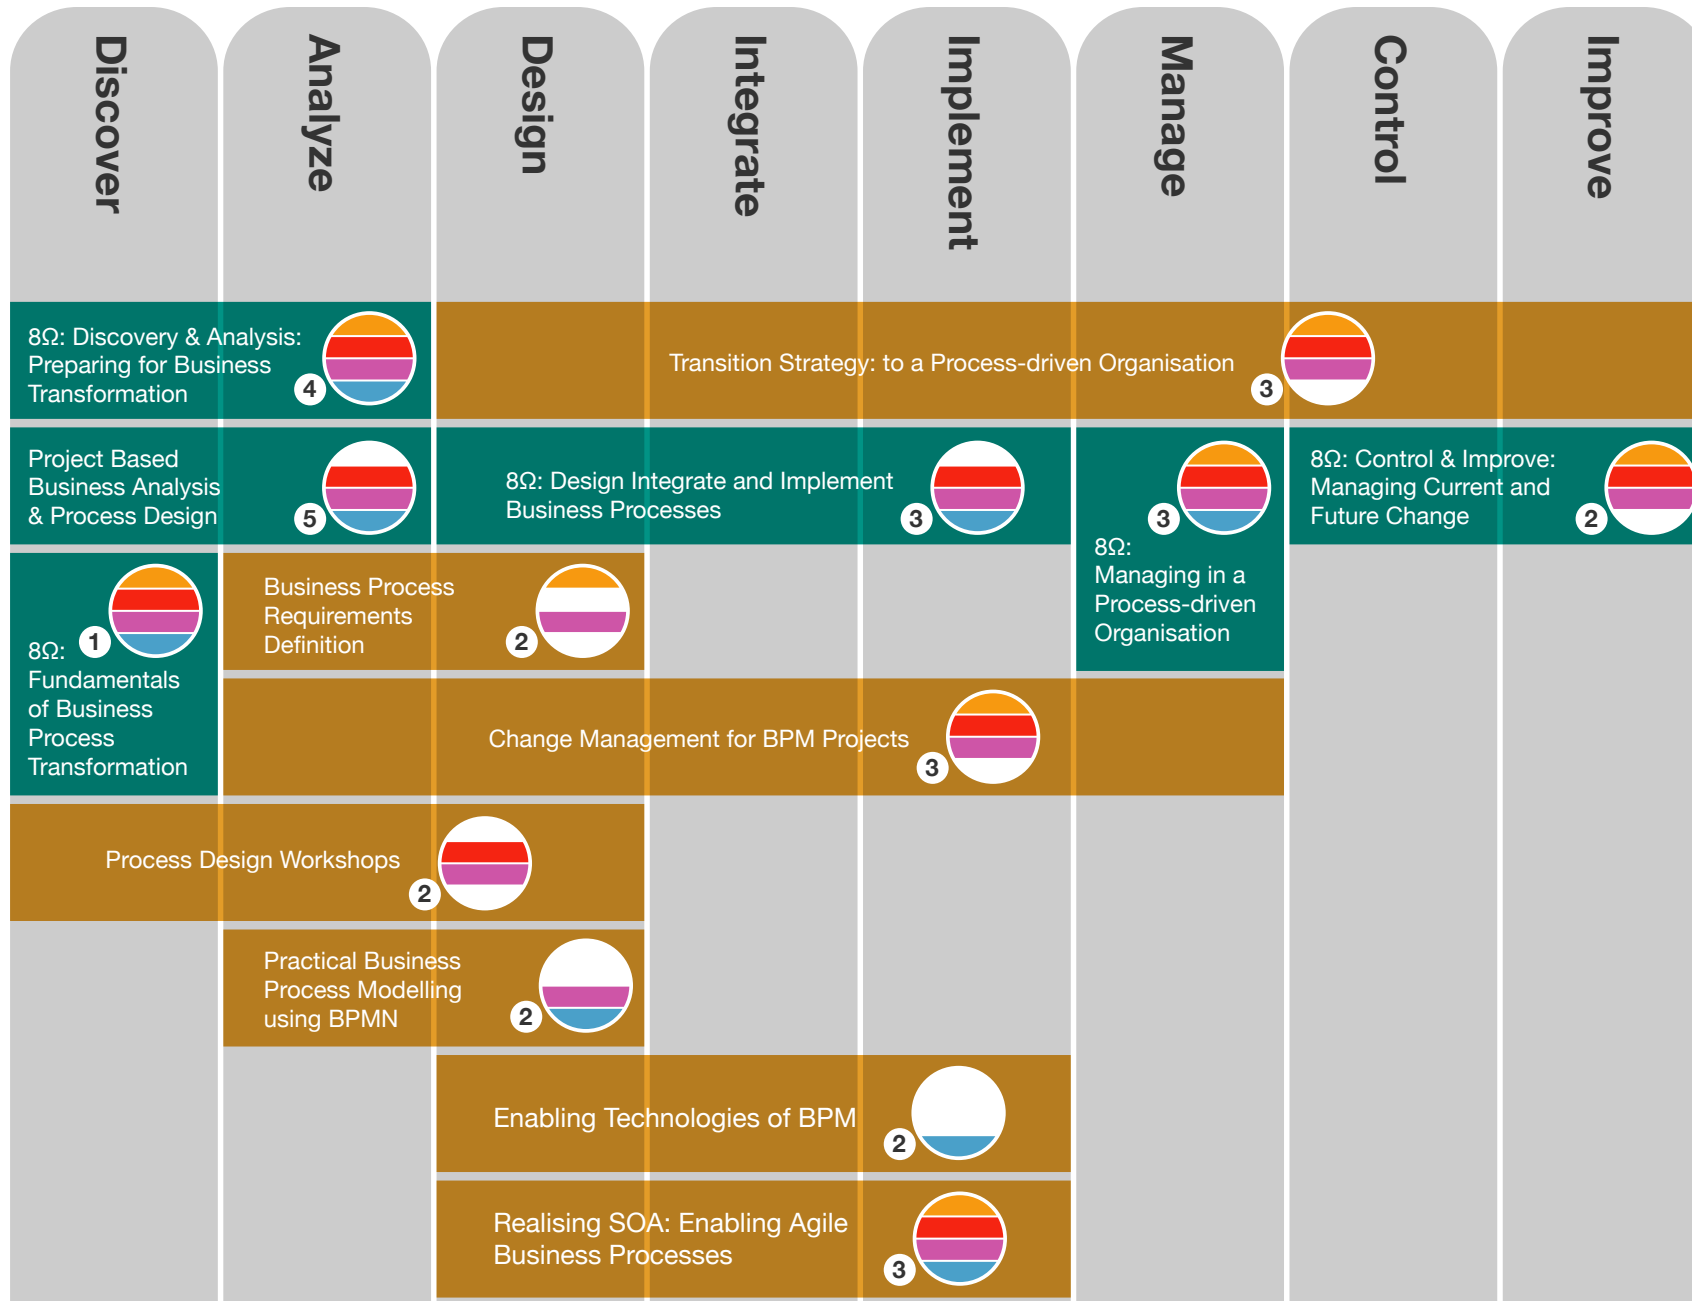 Discover
Analyze
Design
Integrate
Implement
Manage
Control
Improve
8Ω: Discovery & Analysis:
Preparing for Business
Transformation
4
Transition Strategy: to a Process-driven Organisation
3
Project Based
Business Analysis
& Process Design
5
8Ω: Design Integrate and Implement
Business Processes
3
3
8Ω:
Managing in a
Process-driven
Organisation
8Ω: Control & Improve:
Managing Current and
Future Change
2
1
8Ω:
Fundamentals
of Business
Process
Transformation
Business Process
Requirements
Definition
2
Change Management for BPM Projects
3
Process Design Workshops
2
Practical Business
Process Modelling
using BPMN
2
Enabling Technologies of BPM
2
Realising SOA: Enabling Agile
Business Processes
3